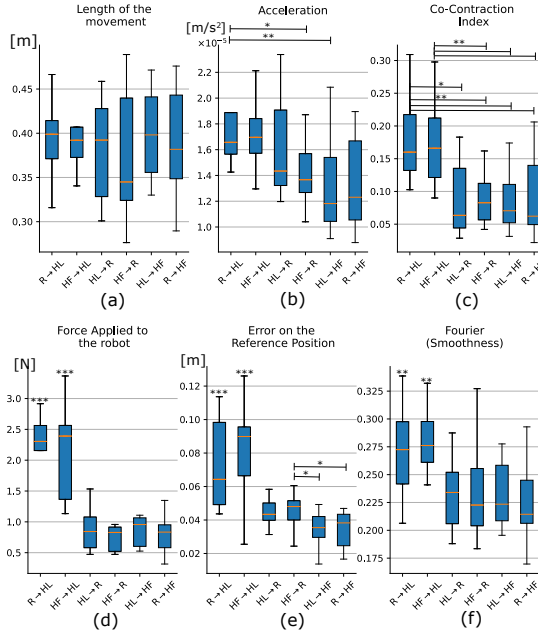 Length of the
movement
[m]
0.45
0.40
0.35
0.30
R→HL
HF→HL
HL→R
HF→R
HL→HF
R→HF
(a)
Acceleration
[m/s²]
×10⁻⁵
*
**
2.6
2.2
1.8
1.4
1.0
R→HL
HF→HL
HL→R
HF→R
HL→HF
R→HF
(b)
Co-Contraction
Index
**
*
**
0.30
0.25
0.20
0.15
0.10
0.05
R→HL
HF→HL
HL→R
HF→R
HL→HF
R→HF
(c)
Force Applied to
the robot
[N]
***
***
3.5
3.0
2.5
2.0
1.5
1.0
0.5
R→HL
HF→HL
HL→R
HF→R
HL→HF
R→HF
(d)
Error on the
Reference Position
[m]
***
***
*
*
0.12
0.10
0.08
0.06
0.04
0.02
R→HL
HF→HL
HL→R
HF→R
HL→HF
R→HF
(e)
Fourier
(Smoothness)
**
**
0.325
0.300
0.275
0.250
0.225
0.200
0.175
R→HL
HF→HL
HL→R
HF→R
HL→HF
R→HF
(f)